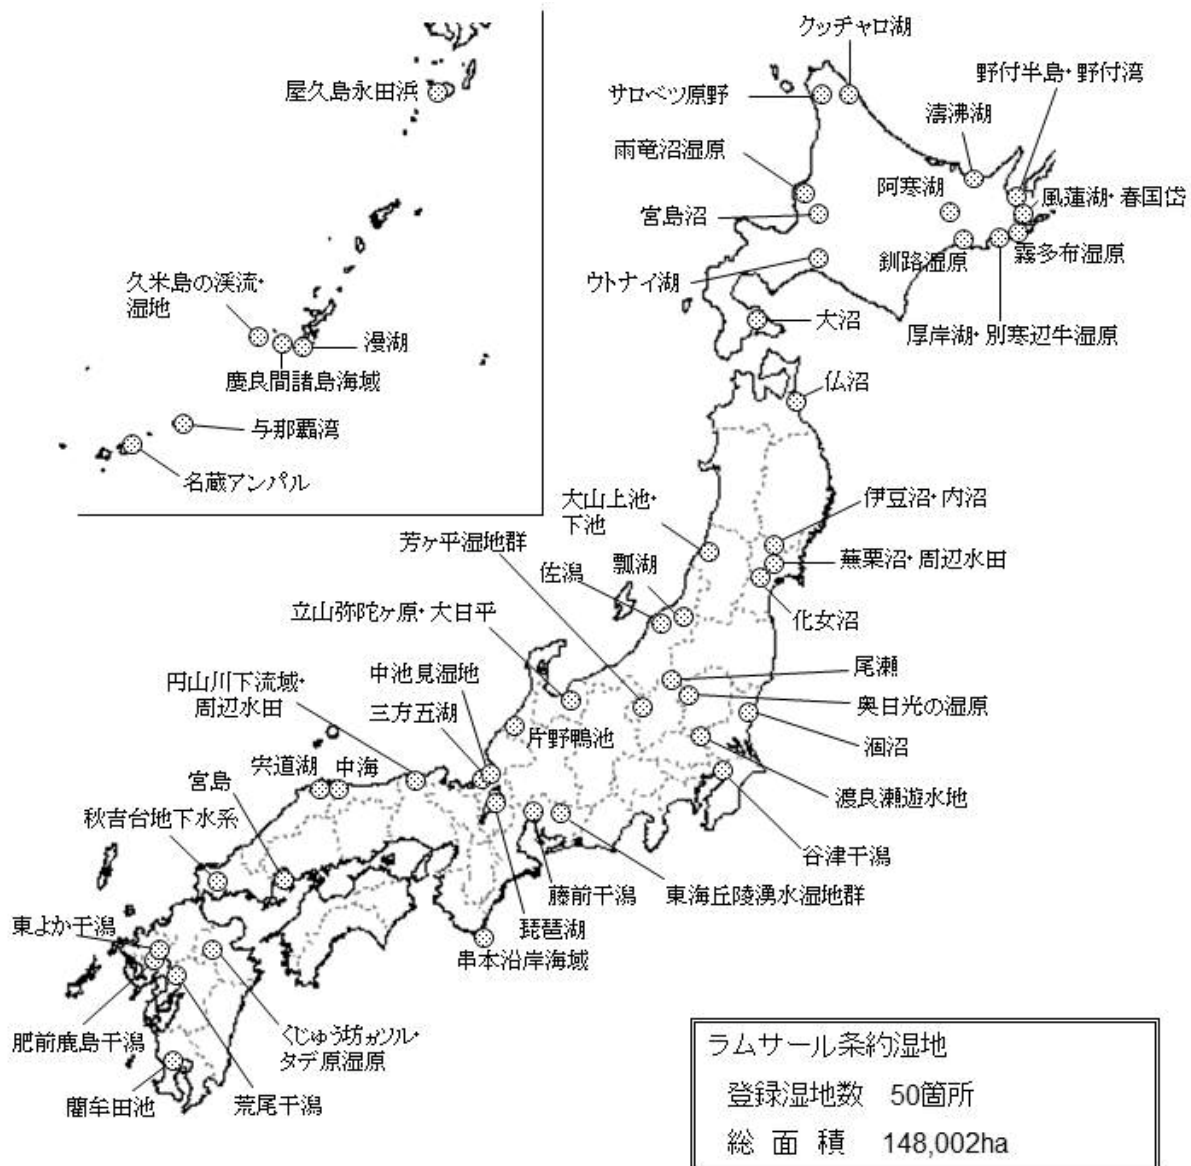 クッチャロ湖
野付半島・野付湾
屋久島永田浜
サロベツ原野
濤沸湖
雨竜沼湿原
阿寒湖
風蓮湖・春国岱
宮島沼
釧路湿原
霧多布湿原
久米島の渓流・
湿地
ウトナイ湖
大沼
厚岸湖・別寒辺牛湿原
漫湖
慶良間諸島海域
仏沼
与那覇湾
名蔵アンパル
大山上池・
下池
伊豆沼・内沼
芳ヶ平湿地群
瓢湖
蕪栗沼・周辺水田
佐潟
立山弥陀ヶ原・大日平
化女沼
中池見湿地
尾瀬
円山川下流域・
周辺水田
三方五湖
奥日光の湿原
片野鴨池
涸沼
宍道湖
中海
宮島
渡良瀬遊水地
秋吉台地下水系
谷津干潟
藤前干潟
東海丘陵湧水湿地群
東よか干潟
琵琶湖
串本沿岸海域
肥前鹿島干潟
くじゅう坊ガツル・
タデ原湿原
藺牟田池
荒尾干潟
ラムサール条約湿地
登録湿地数 50箇所
総面積 148,002ha